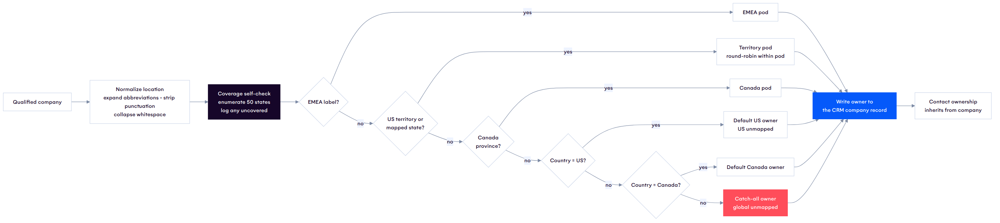 Qualified company
Normalize location
expand abbreviations · strip
punctuation
collapse whitespace
Coverage self-check
enumerate 50 states
log any uncovered
EMEA label?
yes
no
EMEA pod
US territory or
mapped state?
yes
no
Territory pod
round-robin within pod
Canada
province?
yes
no
Canada pod
Country = US?
yes
no
Default US owner
US unmapped
Country = Canada?
yes
no
Default Canada owner
Catch-all owner
global unmapped
Write owner to
the CRM company record
Contact ownership
inherits from company